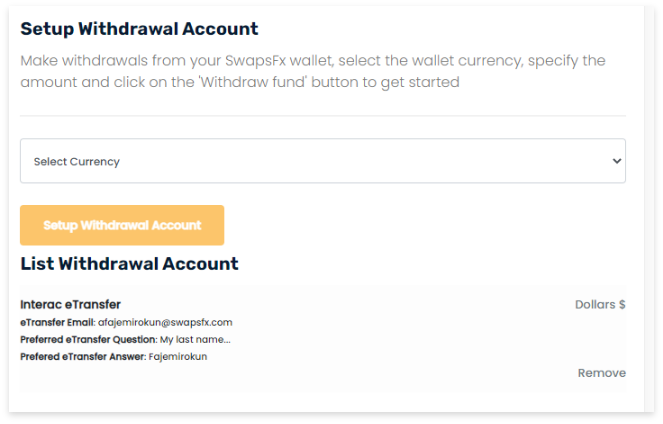 Setup Withdrawal Account
Make withdrawals from your SwapsFx wallet, select the wallet currency, specify the
amount and click on the 'Withdraw fund' button to get started
Select Currency
Setup Withdrawal Account
List Withdrawal Account
Interac eTransfer
Dollars $
eTransfer Email: afajemirokun@swapsfx.com
Preferred eTransfer Question: My last name...
Prefered eTransfer Answer: Fajemirokun
Remove